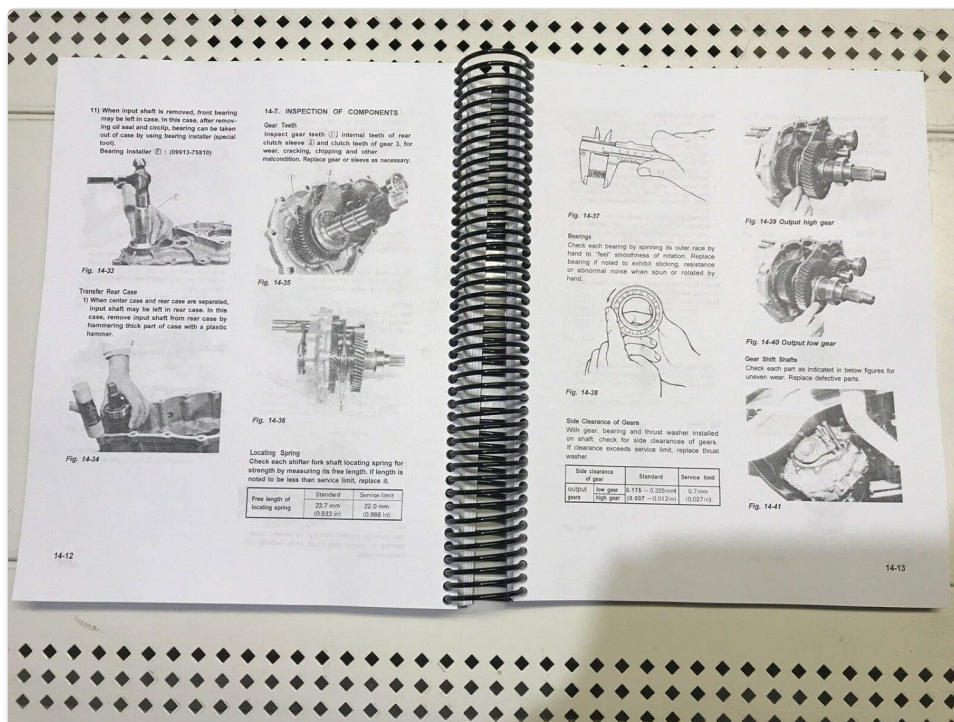 11) When input shaft is removed, front bearing
may be left in case. In this case, after remov-
ing oil seal and circlip, bearing can be taken
out of case by using bearing installer (special
tool).
Bearing Installer Ⓕ : (09913-75810)
Fig. 14-33
Transfer Rear Case
1) When center case and rear case are separated,
input shaft may be left in rear case. In this
case, remove input shaft from rear case by
hammering thick part of case with a plastic
hammer.
Fig. 14-34
14-12
14-7. INSPECTION OF COMPONENTS
Gear Teeth
Inspect gear teeth ①, internal teeth of rear
clutch sleeve ② and clutch teeth of gear 3. for
wear, cracking, chipping and other
malcondition. Replace gear or sleeve as necessary.
Fig. 14-35
Fig. 14-36
Locating Spring
Check each shifter fork shaft locating spring for
strength by measuring its free length. If length is
noted to be less than service limit, replace it.
Free length of
locating spring
Standard Service limit
23.7 mm 22.0 mm
(0.933 in) (0.866 in)
Fig. 14-37
Bearings
Check each bearing by spinning its outer race by
hand to "feel" smoothness of rotation. Replace
bearing if noted to exhibit sticking, resistance
or abnormal noise when spun or rotated by
hand.
Fig. 14-38
Side Clearance of Gears
With gear, bearing and thrust washer installed
on shaft, check for side clearances of gears.
If clearance exceeds service limit, replace thrust
washer.
Side clearance
of gear
Standard Service limit
output gears low gear 0.175 – 0.325mm 0.7mm
high gear (0.007 – 0.012in) (0.027in)
Fig. 14-39 Output high gear
Fig. 14-40 Output low gear
Gear Shift Shafts
Check each part as indicated in below figures for
uneven wear. Replace defective parts.
Fig. 14-41
14-13